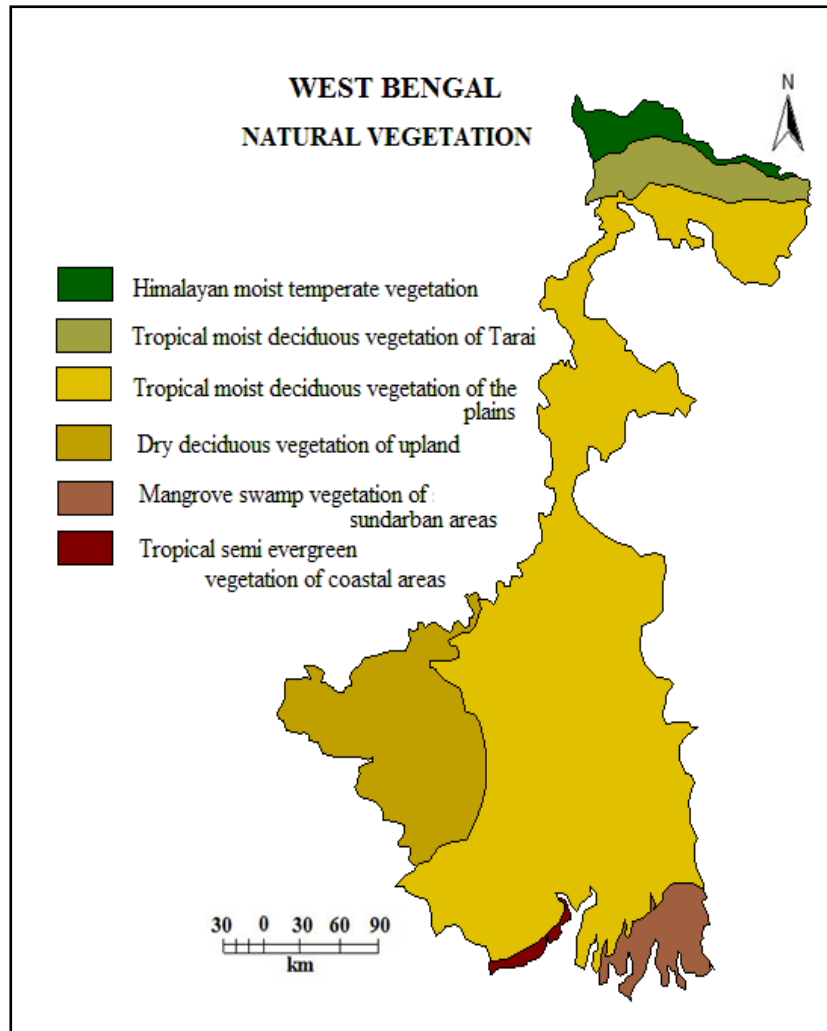 WEST BENGAL
NATURAL VEGETATION
N
Himalayan moist temperate vegetation
Tropical moist deciduous vegetation of Tarai
Tropical moist deciduous vegetation of the
plains
Dry deciduous vegetation of upland
Mangrove swamp vegetation of
sundarban areas
Tropical semi evergreen
vegetation of coastal areas
30 0 30 60 90
km